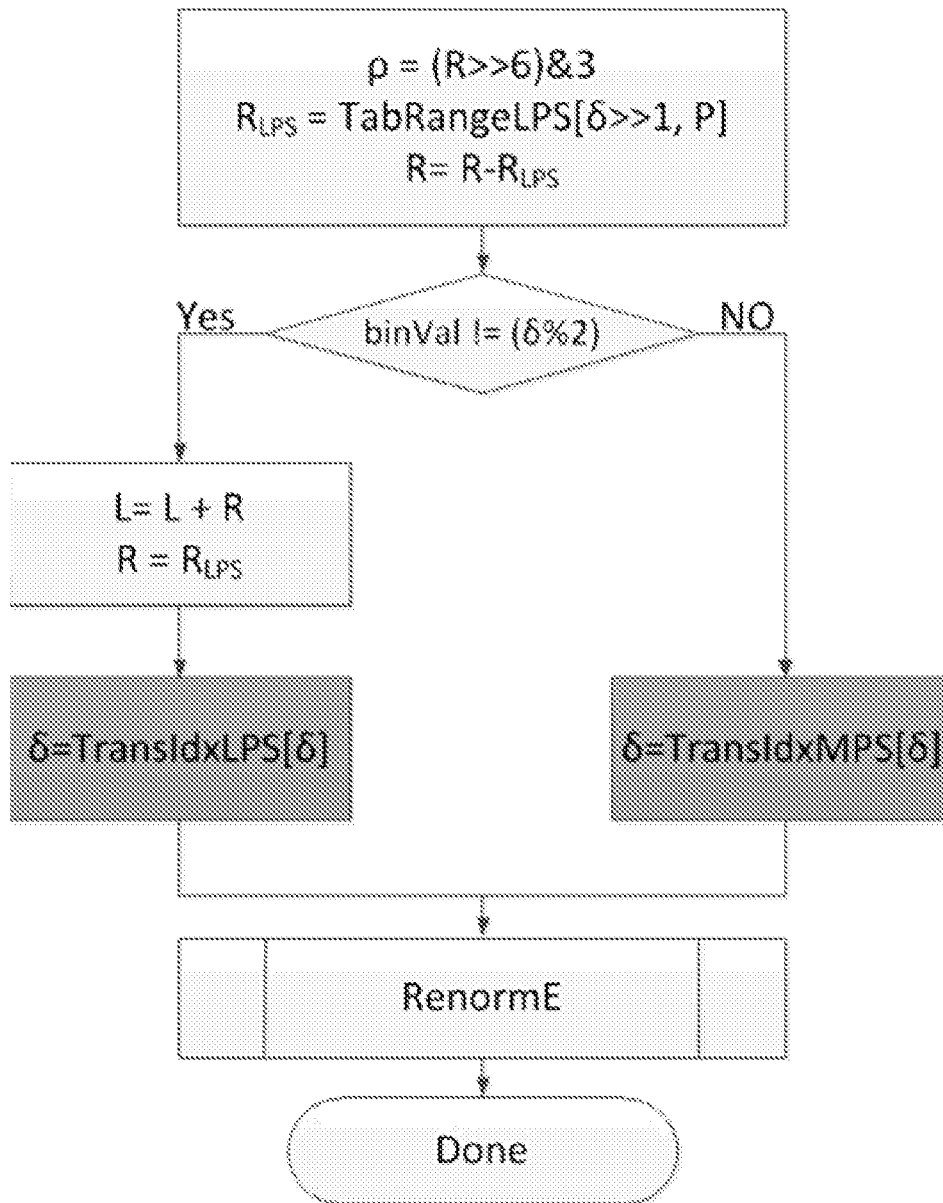 ρ = (R>>6)&3
R_LPS = TabRangeLPS[δ>>1, P]
R= R-R_LPS
Yes
binVal != (δ%2)
NO
L= L + R
R = R_LPS
δ=TransIdxLPS[δ]
δ=TransIdxMPS[δ]
RenormE
Done